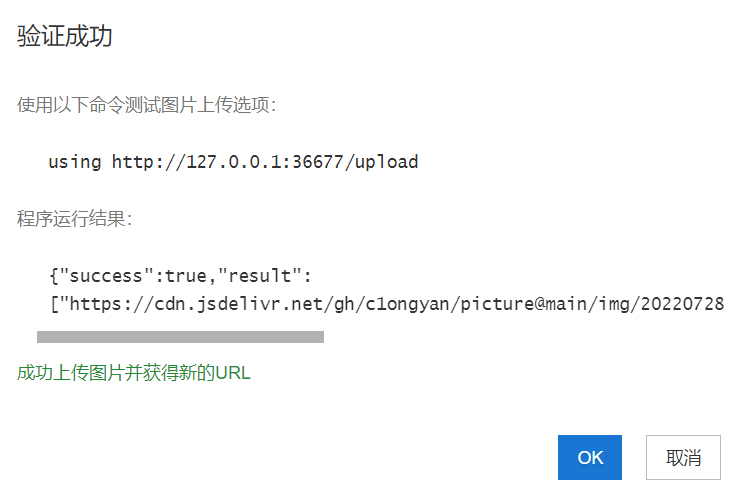 验证成功
使用以下命令测试图片上传选项:
using http://127.0.0.1:36677/upload
程序运行结果:
{"success":true,"result":
["https://cdn.jsdelivr.net/gh/c1ongyan/picture@main/img/20220728
成功上传图片并获得新的URL
OK
取消